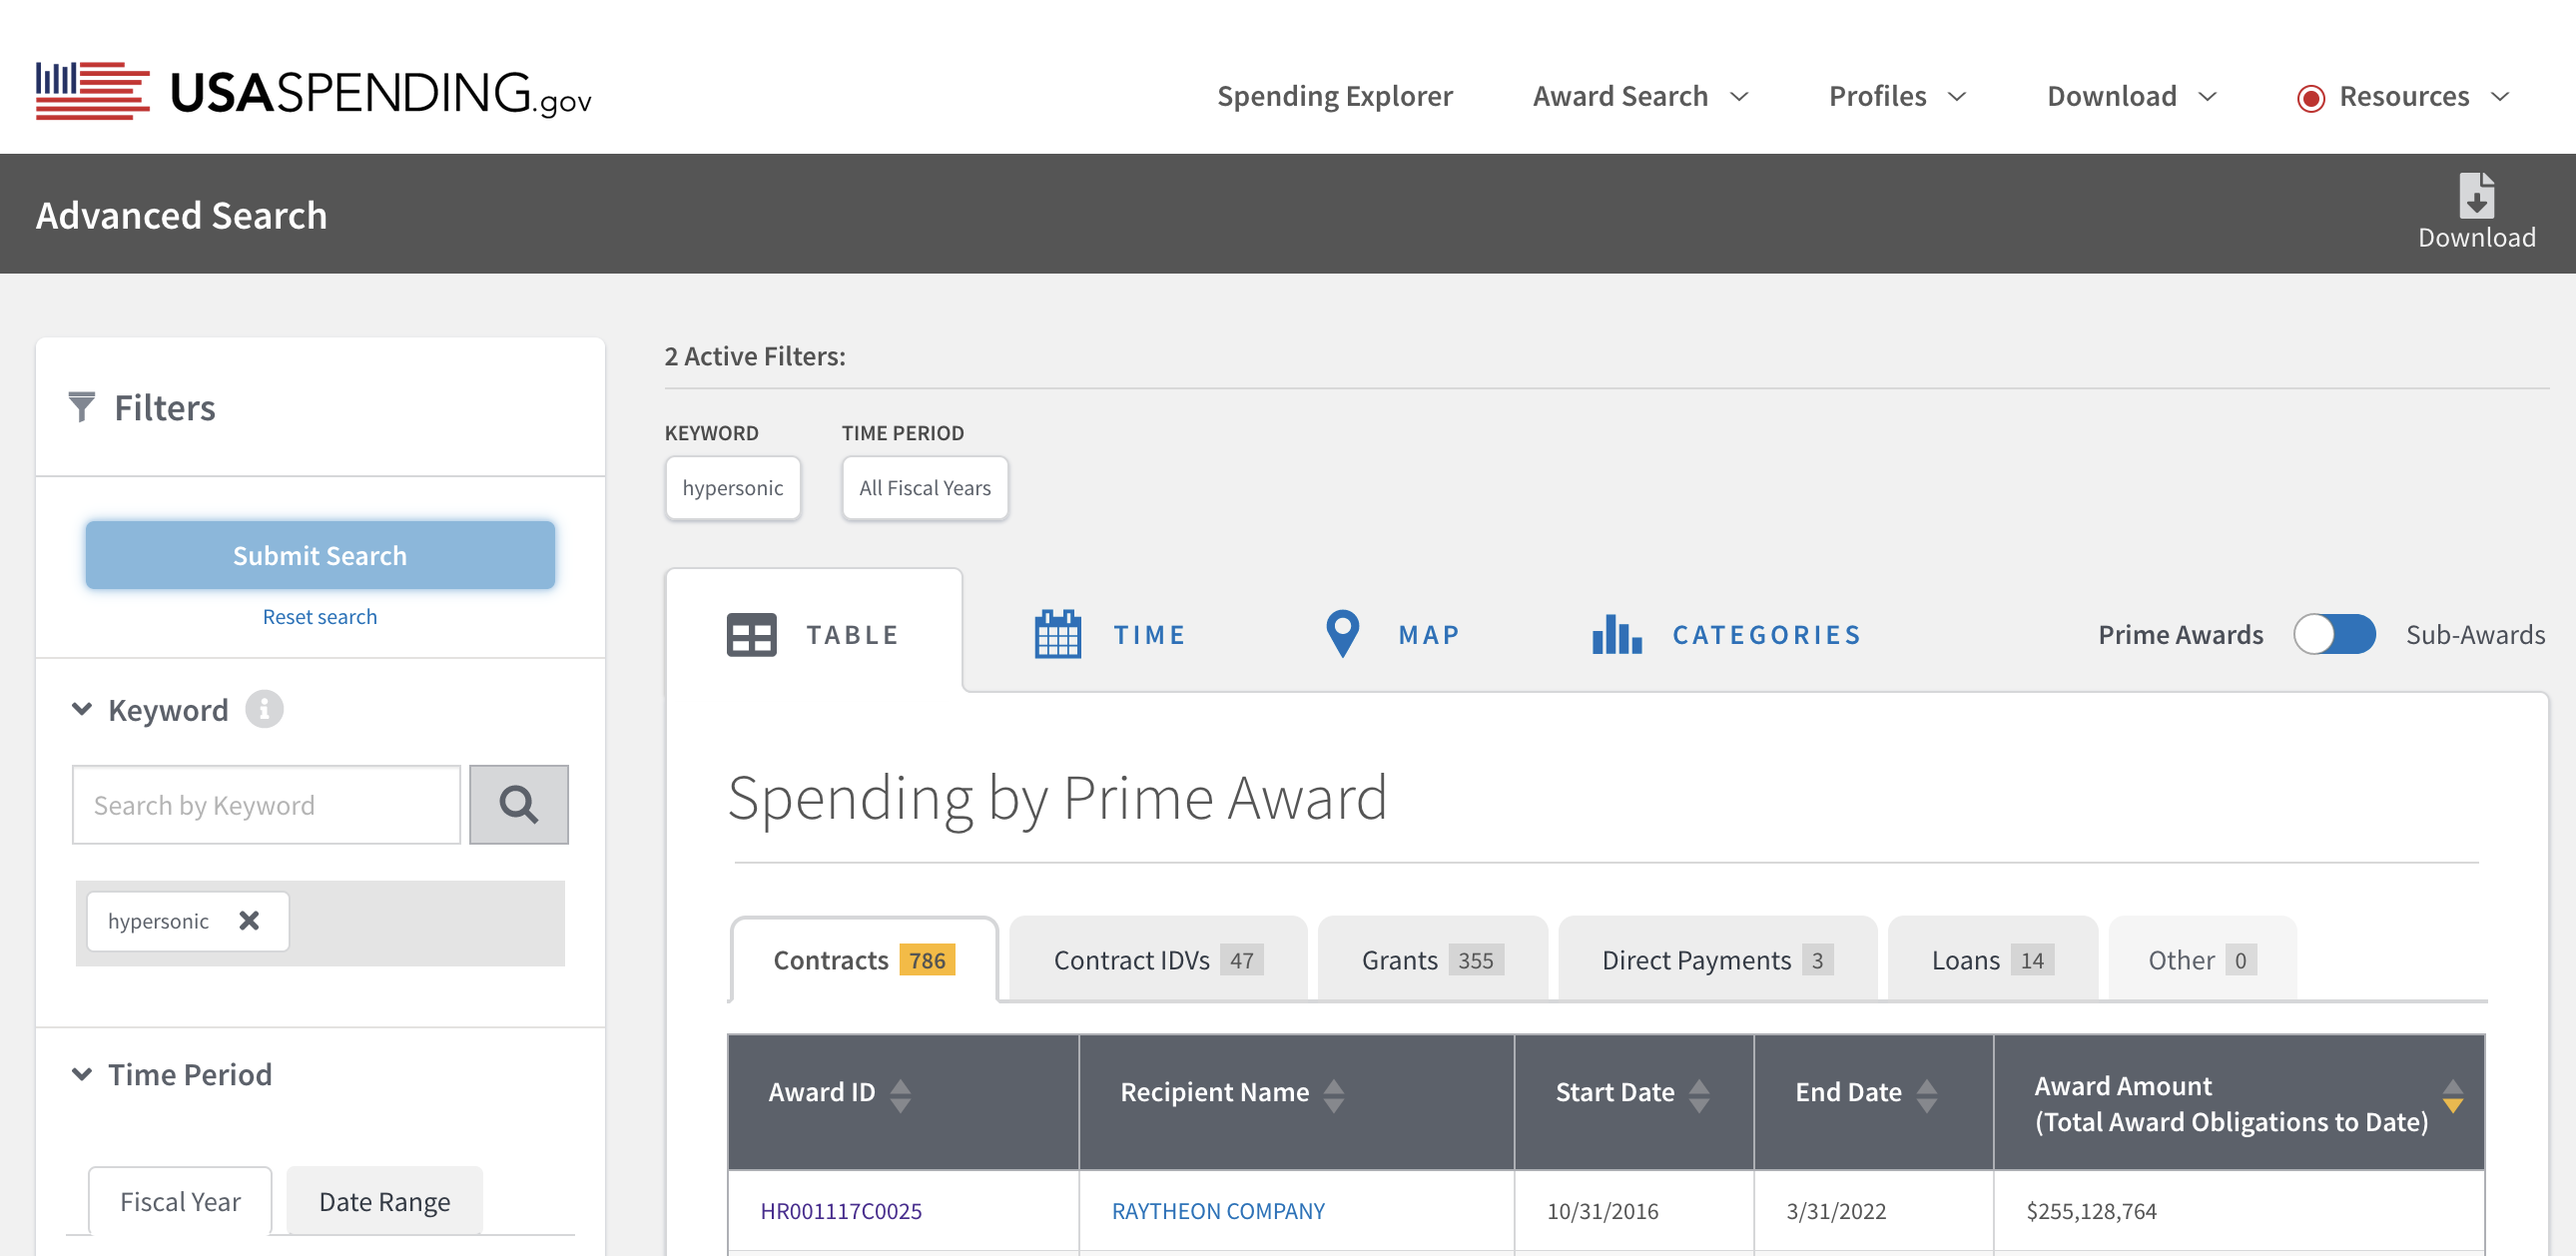 USASPENDING.gov
Spending Explorer
Award Search
Profiles
Download
Resources
Advanced Search
Download
Filters
Submit Search
Reset search
Keyword
Search by Keyword
hypersonic
Time Period
Fiscal Year
Date Range
2 Active Filters:
KEYWORD
hypersonic
TIME PERIOD
All Fiscal Years
TABLE
TIME
MAP
CATEGORIES
Prime Awards
Sub-Awards
Spending by Prime Award
Contracts 786
Contract IDVs 47
Grants 355
Direct Payments 3
Loans 14
Other 0
Award ID
Recipient Name
Start Date
End Date
Award Amount
(Total Award Obligations to Date)
HR001117C0025
RAYTHEON COMPANY
10/31/2016
3/31/2022
$255,128,764